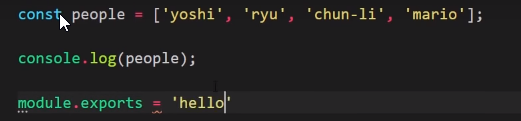 const people = ['yoshi', 'ryu', 'chun-li', 'mario'];
console.log(people);
module.exports = 'hello'